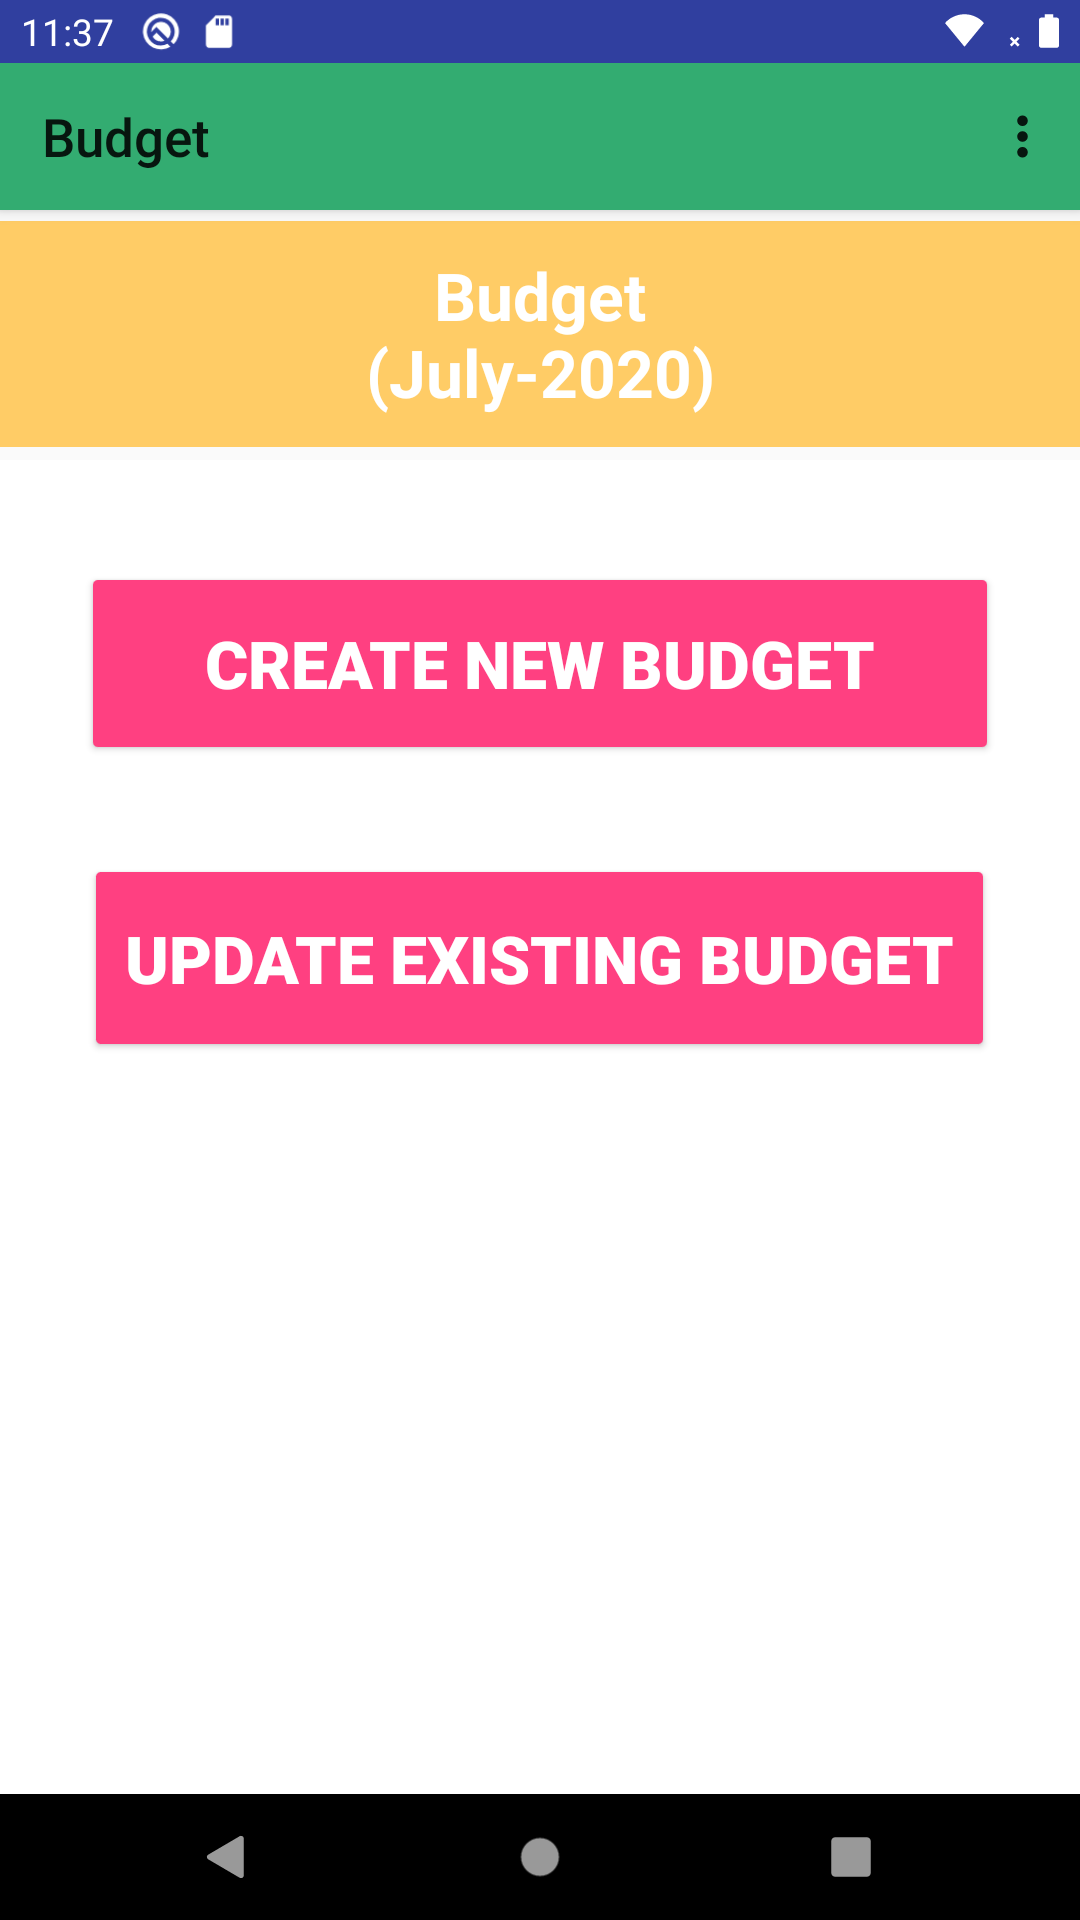 11:37
Budget
Budget
(July-2020)
CREATE NEW BUDGET
UPDATE EXISTING BUDGET